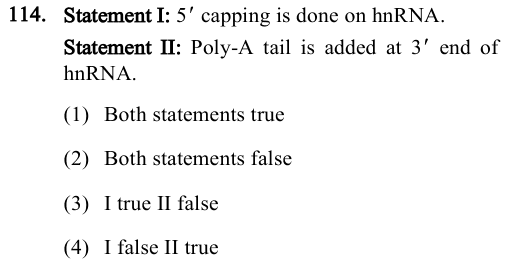 114. Statement I: 5′ capping is done on hnRNA.
Statement II: Poly-A tail is added at 3′ end of
hnRNA.
(1) Both statements true
(2) Both statements false
(3) I true II false
(4) I false II true